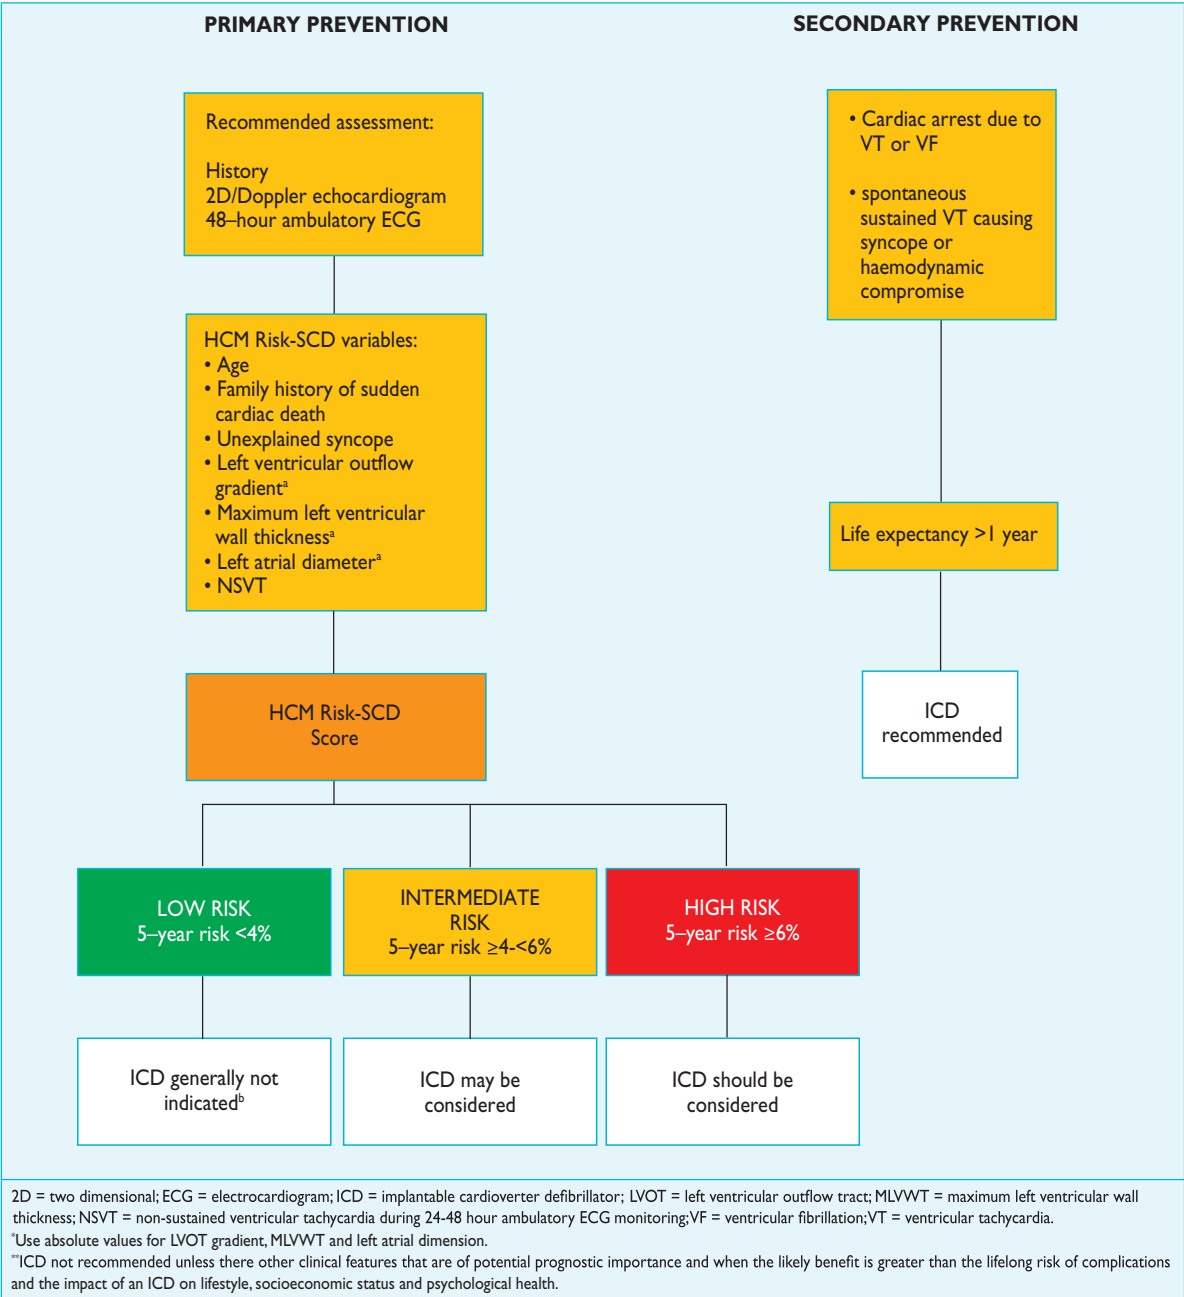 PRIMARY PREVENTION
Recommended assessment:
History
2D/Doppler echocardiogram
48–hour ambulatory ECG
HCM Risk-SCD variables:
• Age
• Family history of sudden
cardiac death
• Unexplained syncope
• Left ventricular outflow
gradientᵃ
• Maximum left ventricular
wall thicknessᵃ
• Left atrial diameterᵃ
• NSVT
HCM Risk-SCD
Score
LOW RISK
5–year risk <4%
INTERMEDIATE
RISK
5–year risk ≥4-<6%
HIGH RISK
5–year risk ≥6%
ICD generally not
indicatedᵇ
ICD may be
considered
ICD should be
considered
SECONDARY PREVENTION
• Cardiac arrest due to
VT or VF
• spontaneous
sustained VT causing
syncope or
haemodynamic
compromise
Life expectancy >1 year
ICD
recommended
2D = two dimensional; ECG = electrocardiogram; ICD = implantable cardioverter defibrillator; LVOT = left ventricular outflow tract; MLVWT = maximum left ventricular wall
thickness; NSVT = non-sustained ventricular tachycardia during 24-48 hour ambulatory ECG monitoring; VF = ventricular fibrillation; VT = ventricular tachycardia.
*Use absolute values for LVOT gradient, MLVWT and left atrial dimension.
**ICD not recommended unless there other clinical features that are of potential prognostic importance and when the likely benefit is greater than the lifelong risk of complications
and the impact of an ICD on lifestyle, socioeconomic status and psychological health.